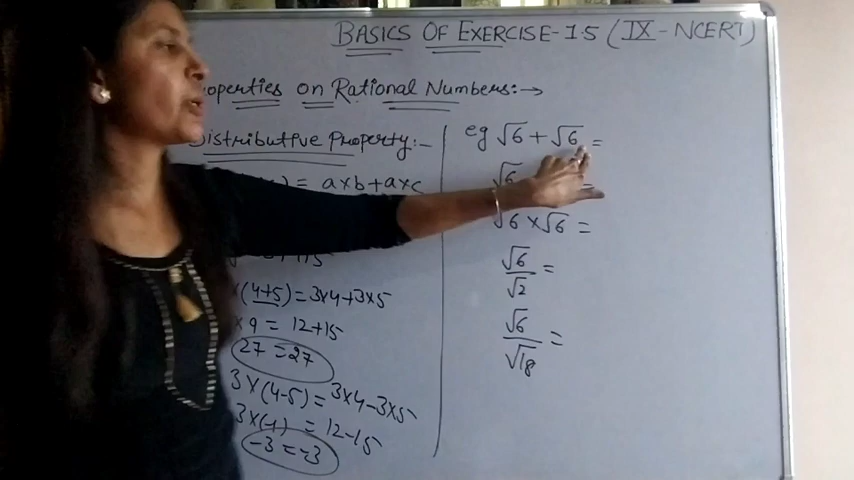 BASICS OF EXERCISE-1.5 (IX-NCERT)
roperties on Rational Numbers:→
Distributive Property:-
) = a×b+a×c
(4+5) = 3×4+3×5
×9 = 12+15
27 = 27
3×(4-5) = 3×4-3×5
3×(-1) = 12-15
-3 = -3
eg √6 + √6 =
√6 =
√6 × √6 =
√6/√2 =
√6/√18 =